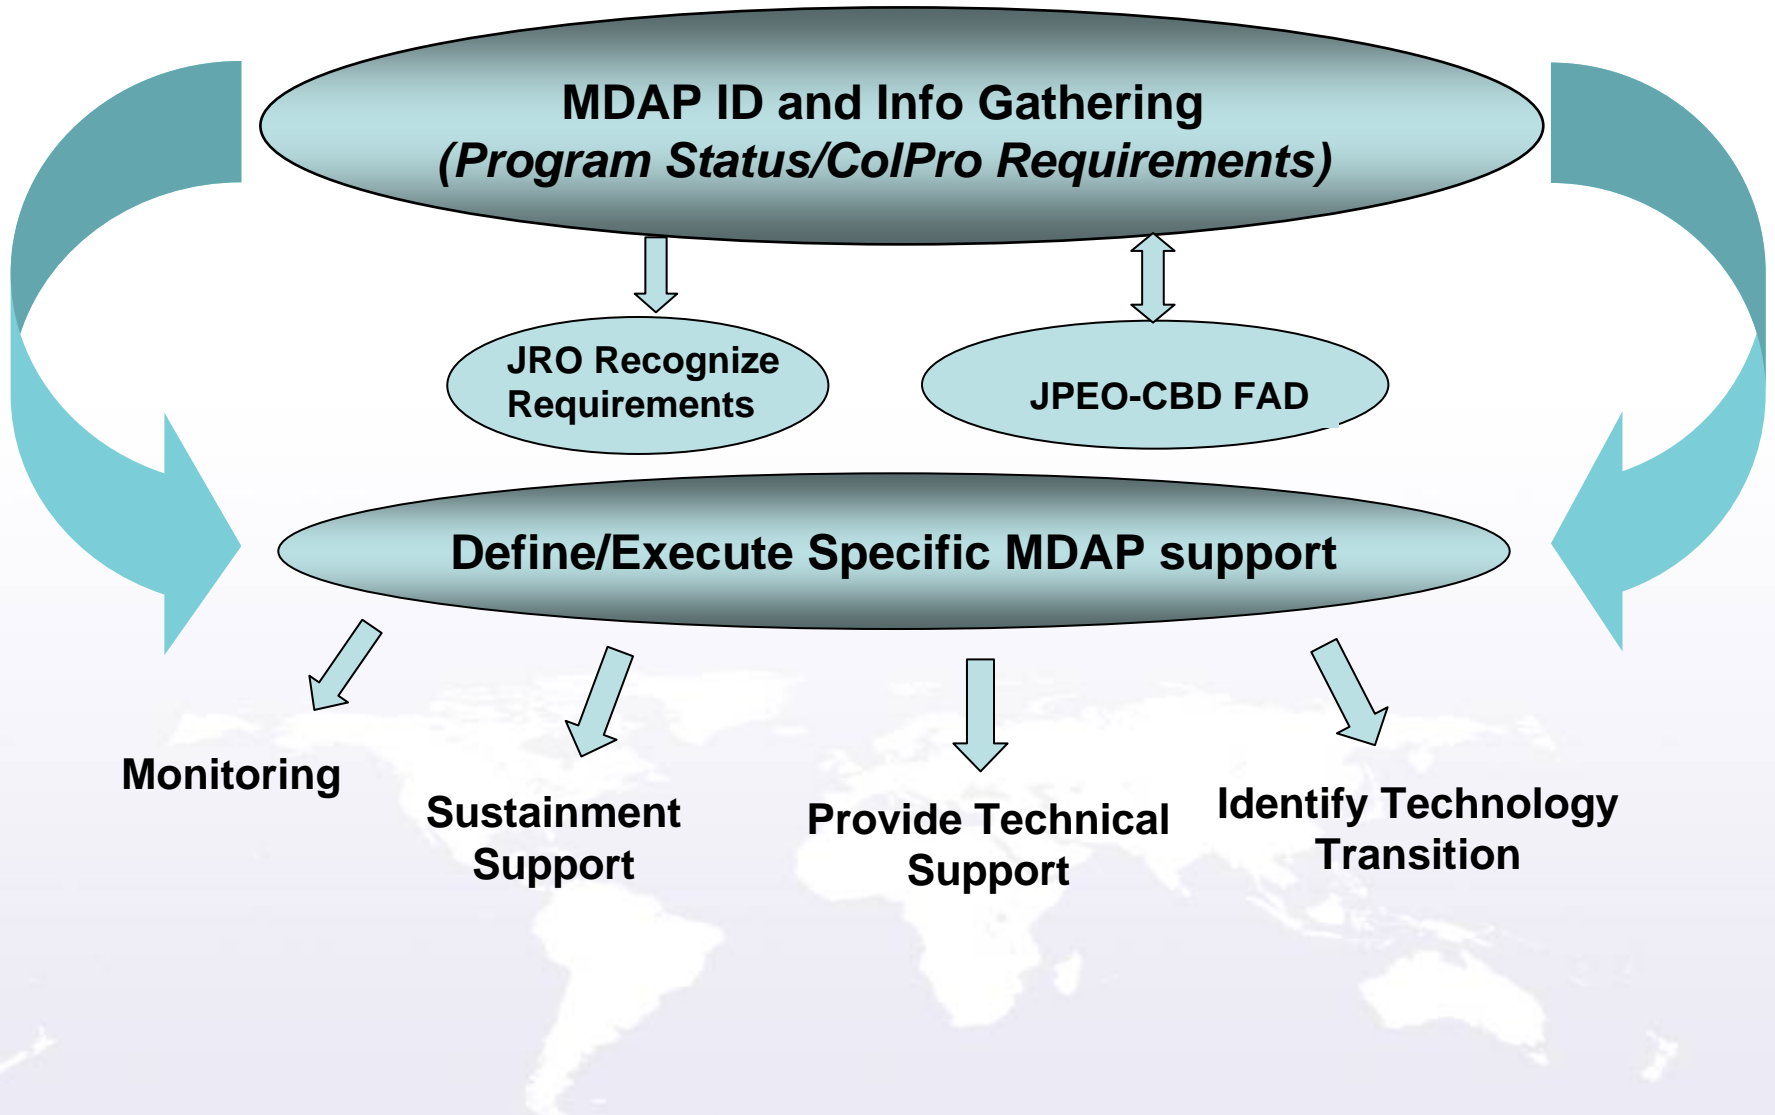 MDAP ID and Info Gathering
(Program Status/ColPro Requirements)
JRO Recognize
Requirements
JPEO-CBD FAD
Define/Execute Specific MDAP support
Monitoring
Sustainment
Support
Provide Technical
Support
Identify Technology
Transition